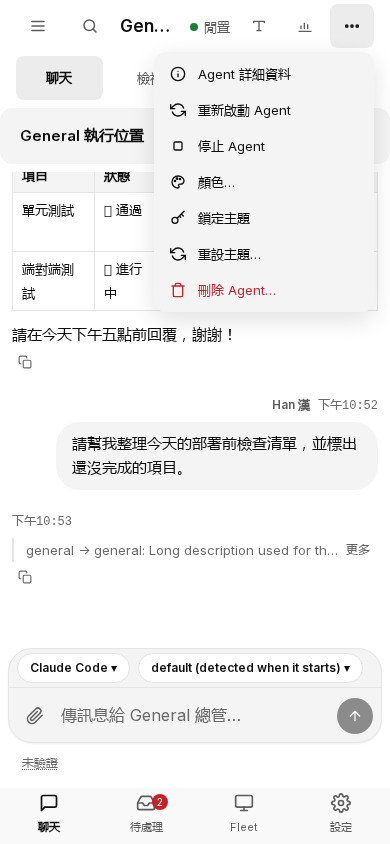 Gen…
閒置
聊天
檢視
Agent 詳細資料
重新啟動 Agent
停止 Agent
顏色…
鎖定主題
重設主題…
刪除 Agent…
General 執行位置
項目 狀態
單元測試 通過
端對端測試 進行中
請在今天下午五點前回覆，謝謝！
Han 漢 下午10:52
請幫我整理今天的部署前檢查清單，並標出
還沒完成的項目。
下午10:53
general → general: Long description used for th… 更多
Claude Code ▾
default (detected when it starts) ▾
傳訊息給 General 總管…
未驗證
2
聊天
待處理
Fleet
設定